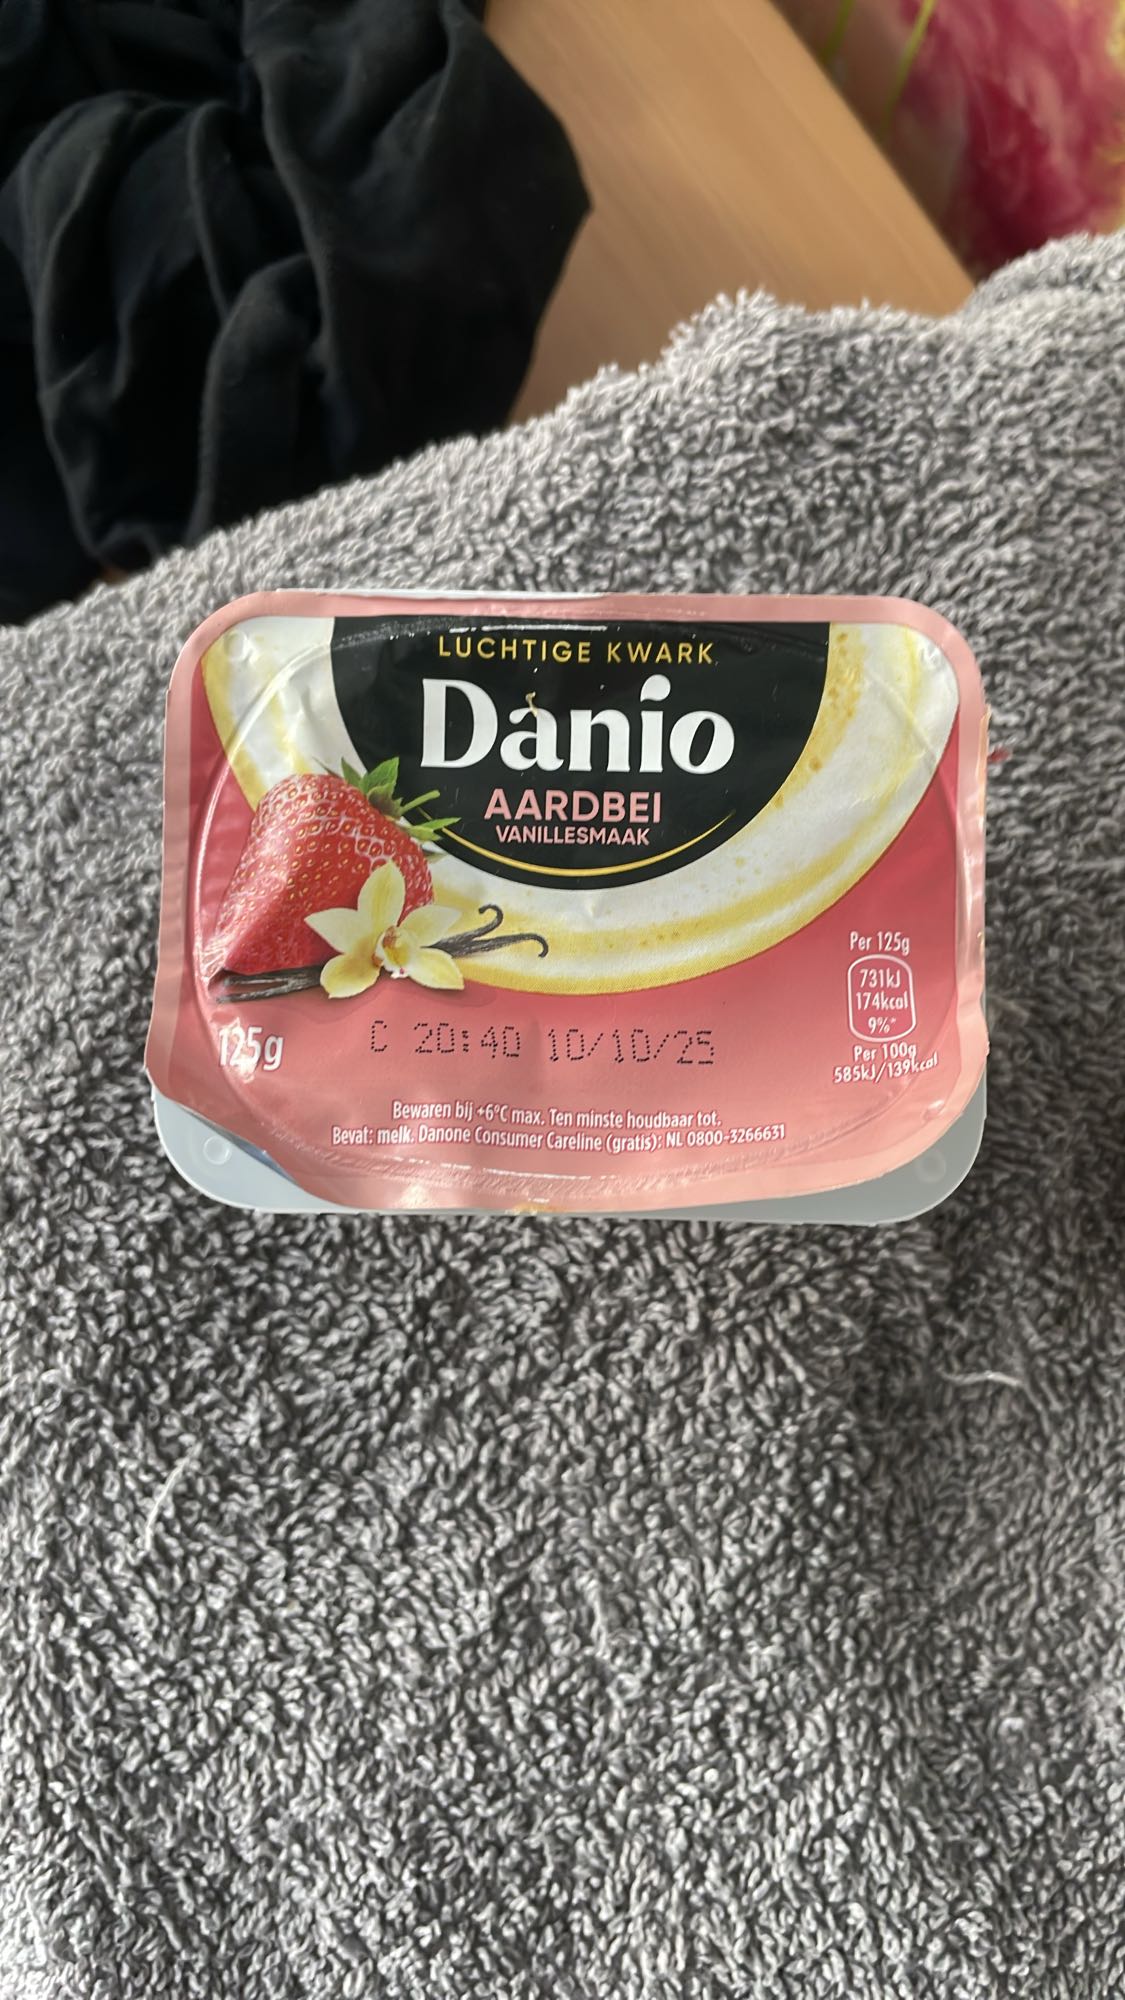 LUCHTIGE KWARK
Danio
AARDBEI
VANILLESMAAK
Per 125g
731kJ
174kcal
9%*
Per 100g
585kJ/139kcal
125g
C 20:40 10/10/25
Bewaren bij +6°C max. Ten minste houdbaar tot.
Bevat: melk. Danone Consumer Careline (gratis): NL 0800-3266631